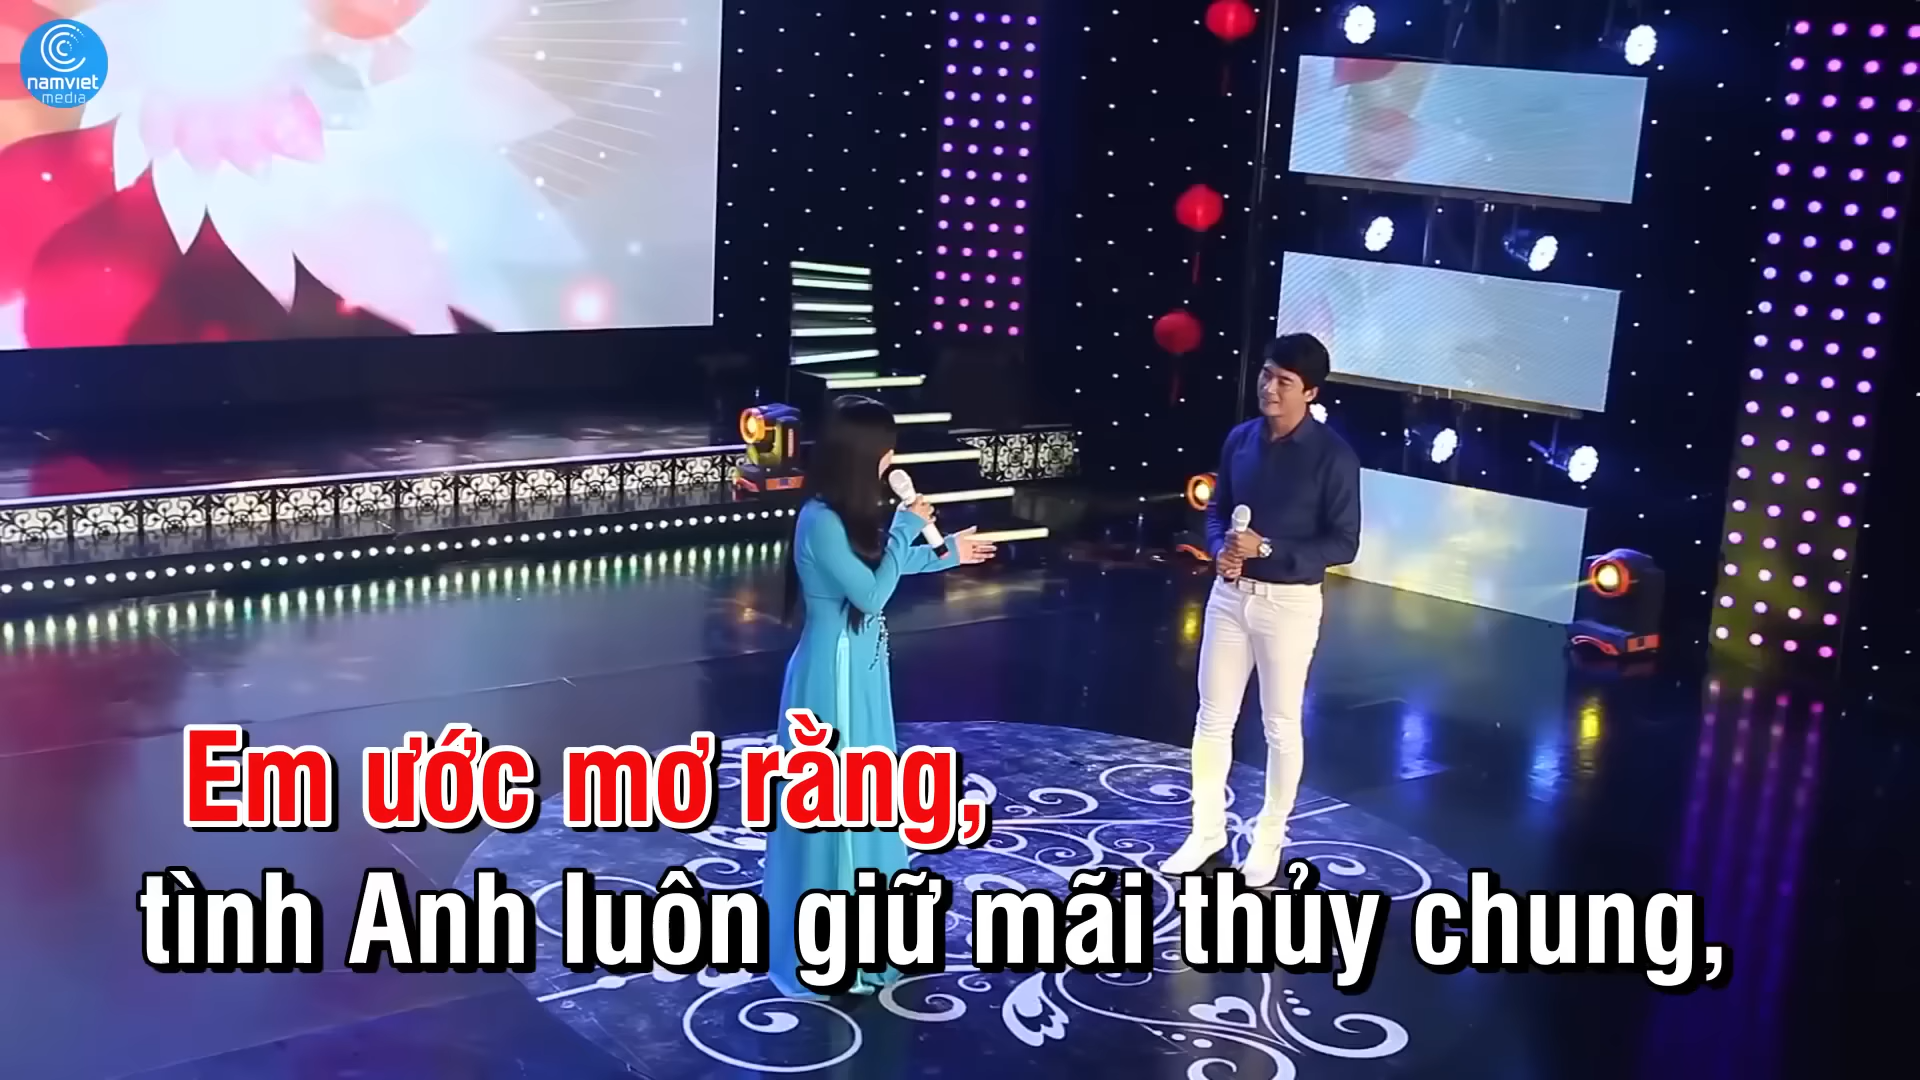 namviet
media
Em ước mơ rằng,
tình Anh luôn giữ mãi thủy chung,